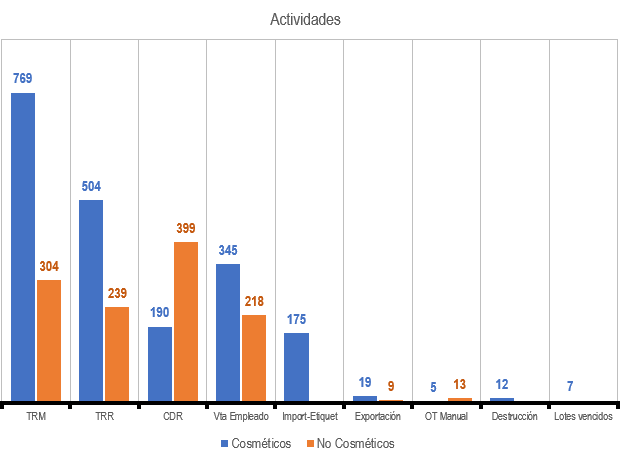 Actividades
769
304
504
239
190
399
345
218
175
19
9
5
13
12
7
TRM
TRR
CDR
Vta Empleado
Import-Etiquet
Exportación
OT Manual
Destrucción
Lotes vencidos
Cosméticos
No Cosméticos